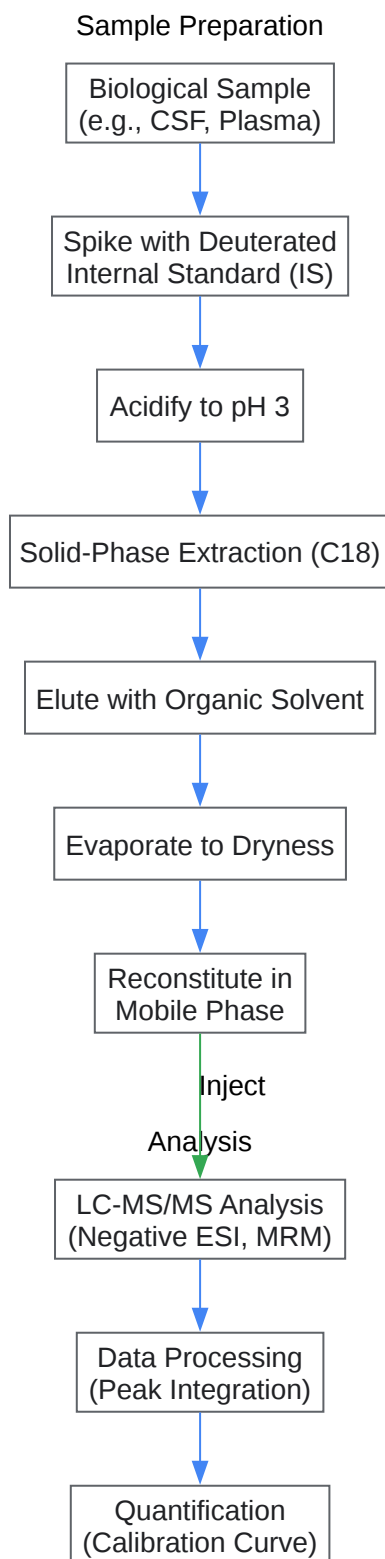 Sample Preparation
Biological Sample
(e.g., CSF, Plasma)
Spike with Deuterated
Internal Standard (IS)
Acidify to pH 3
Solid-Phase Extraction (C18)
Elute with Organic Solvent
Evaporate to Dryness
Reconstitute in
Mobile Phase
Inject
Analysis
LC-MS/MS Analysis
(Negative ESI, MRM)
Data Processing
(Peak Integration)
Quantification
(Calibration Curve)